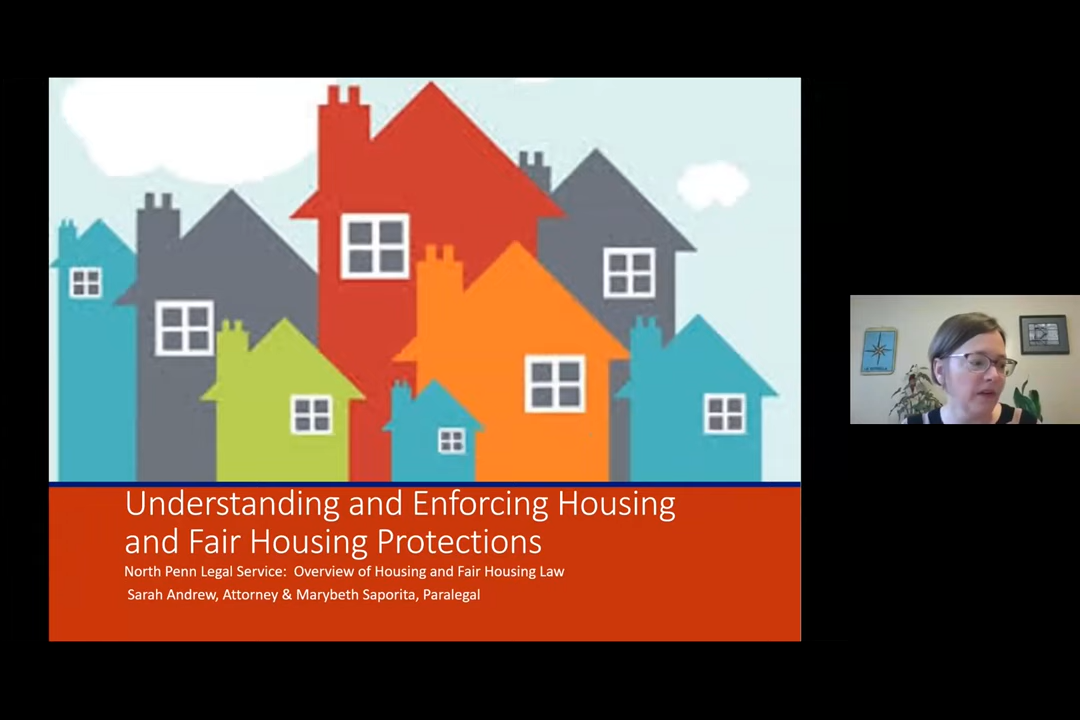 Understanding and Enforcing Housing
and Fair Housing Protections
North Penn Legal Service:  Overview of Housing and Fair Housing Law
Sarah Andrew, Attorney & Marybeth Saporita, Paralegal